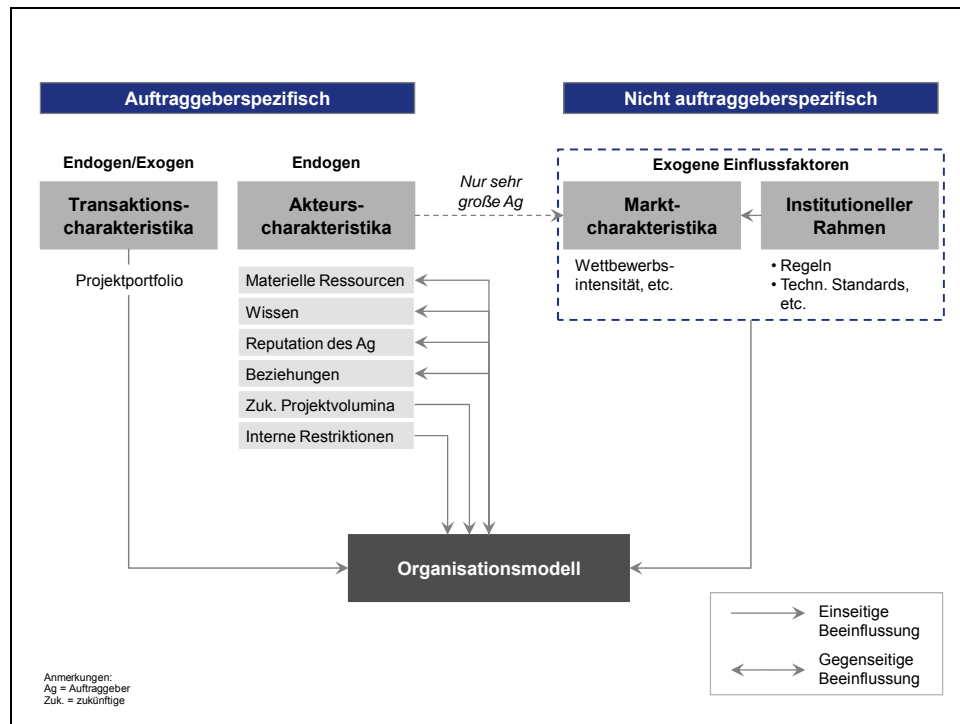 Auftraggeberspezifisch
Nicht auftraggeberspezifisch
Endogen/Exogen
Endogen
Exogene Einflussfaktoren
Transaktions-
charakteristika
Akteurs-
charakteristika
Nur sehr
große Ag
Markt-
charakteristika
Institutioneller
Rahmen
Projektportfolio
Materielle Ressourcen
Wissen
Reputation des Ag
Beziehungen
Zuk. Projektvolumina
Interne Restriktionen
Wettbewerbs-
intensität, etc.
• Regeln
• Techn. Standards,
etc.
Organisationsmodell
Einseitige
Beeinflussung
Gegenseitige
Beeinflussung
Anmerkungen:
Ag = Auftraggeber
Zuk. = zukünftige